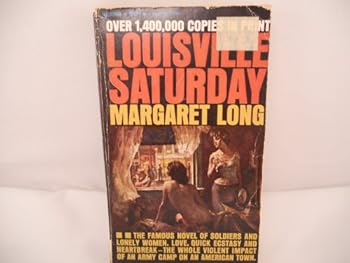 OVER 1,400,000 COPIES IN PRINT
LOUISVILLE
SATURDAY
MARGARET LONG
■ ■ THE FAMOUS NOVEL OF SOLDIERS AND
LONELY WOMEN, LOVE, QUICK ECSTASY AND
HEARTBREAK—THE WHOLE VIOLENT IMPACT
OF AN ARMY CAMP ON AN AMERICAN TOWN.